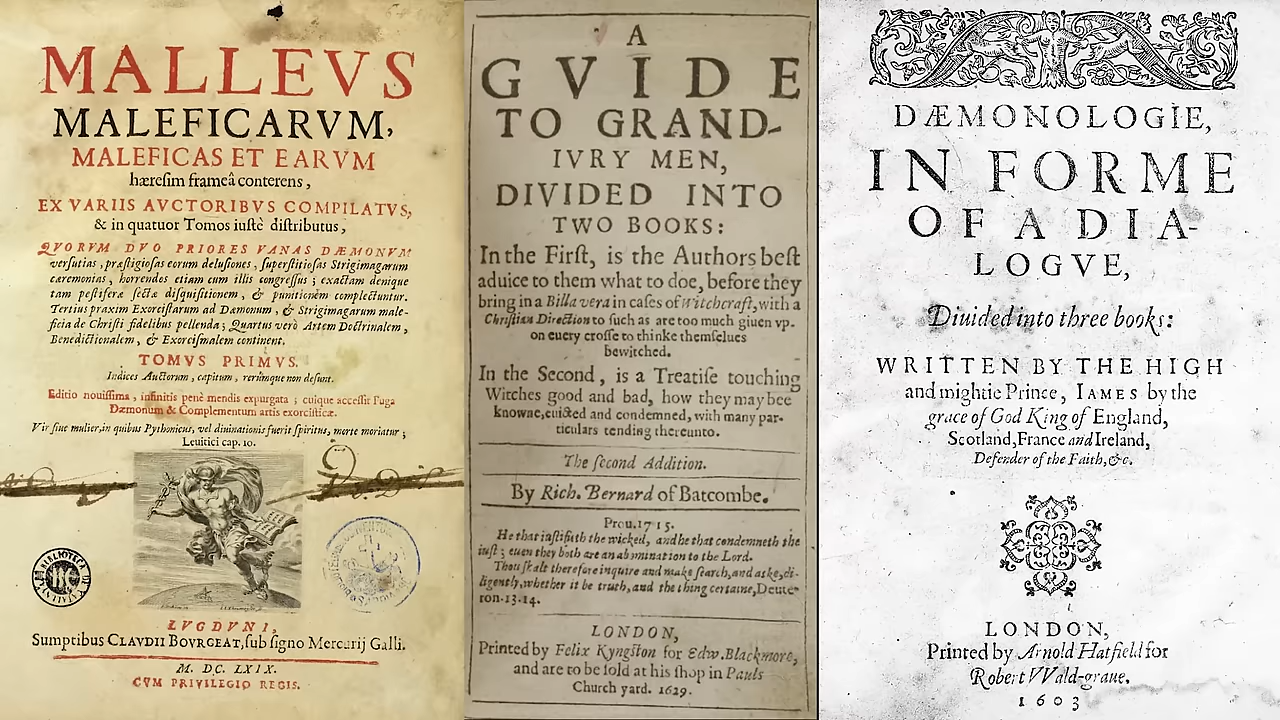 MALLEVS
MALEFICARVM,
MALEFICAS ET EARVM
hæresim frameâ conterens,
EX VARIIS AVCTORIBVS COMPILATVS,
& in quatuor Tomos iustè distributus,
QVORVM DVO PRIORES VANAS DÆMONVM
versutias, præstigiosas eorum delusiones, superstitiosas Strigimagarum
cæremonias, horrendos etiam cum illis congressus; exactam denique
tam pestiferæ sectæ disquisitionem, & punitionem complectuntur.
Tertius praxim Exorcistarum ad Dæmonum, & Strigimagarum male-
ficia de Christi fidelibus pellenda; Quartus verò Artem Doctrinalem,
Benedictionalem, & Exorcismalem continent.
TOMVS PRIMVS.
Indices Auctorum, capitum, rerúmque non desunt.
Editio nouissima, infinitis penè mendis expurgata; cuique accessit Fuga
Dæmonum & Complementum artis exorcisticæ.
Vir siue mulier, in quibus Pythonicus, vel diuinationis fuerit spiritus, morte moriatur;
Leuitici cap. 10.
LVGDVNI,
Sumptibus CLAVDII BOVRGEAT, sub signo Mercurij Galli.
M. DC. LXIX.
CVM PRIVILEGIO REGIS.
A
GVIDE
TO GRAND-
IVRY MEN,
DIVIDED INTO
TWO BOOKS:
In the First, is the Authors best
aduice to them what to doe, before they
bring in a Billa vera in cases of Witchcraft, with a
Christian Direction to such as are too much giuen vp-
on euery crosse to thinke themselues
bewitched.
In the Second, is a Treatise touching
Witches good and bad, how they may bee
knowne, euicted and condemned, with many par-
ticulars tending thereunto.
The second Addition.
By Rich. Bernard of Batcombe.
Prou. 17 15.
He that iustifieth the wicked, and he that condemneth the
iust; euen they both are an abomination to the Lord.
Thou shalt therefore inquire and make search, and aske, di-
ligently, whether it be truth, and the thing certaine, Deute-
ron. 13. 14.
LONDON,
Printed by Felix Kyngston for Edw. Blackmore,
and are to be sold at his shop in Pauls
Church yard. 1629.
DÆMONOLOGIE,
IN FORME
OF A DIA-
LOGVE,
Diuided into three books:
WRITTEN BY THE HIGH
and mightie Prince, IAMES by the
grace of God King of England,
Scotland, France and Ireland,
Defender of the Faith, &c.
LONDON,
Printed by Arnold Hatfield for
Robert Wald-graue.
1603